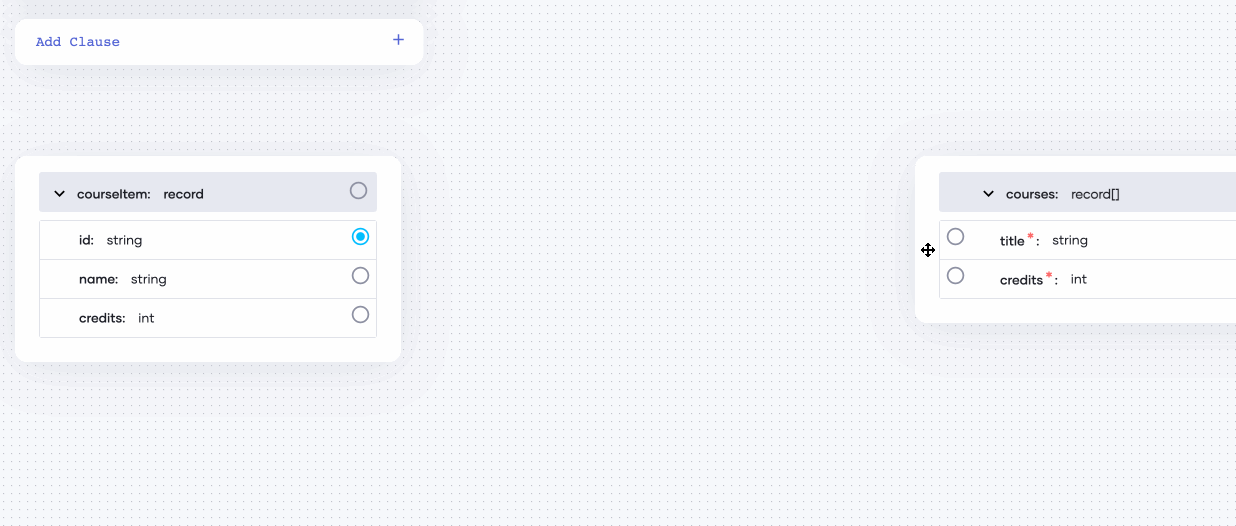 Add Clause +
courseItem: record
id: string
name: string
credits: int
courses: record[]
title*: string
credits*: int